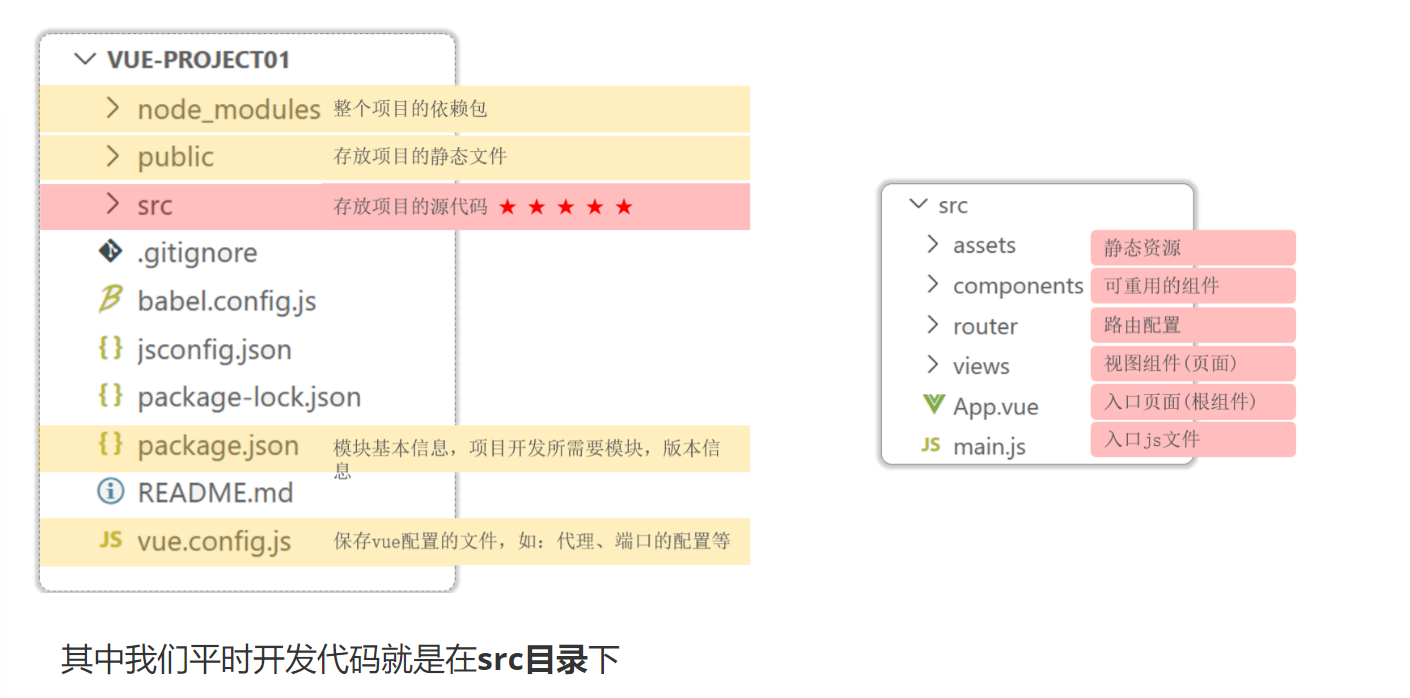 VUE-PROJECT01
node_modules 整个项目的依赖包
public 存放项目的静态文件
src 存放项目的源代码 ★ ★ ★ ★ ★
.gitignore
babel.config.js
{} jsconfig.json
{} package-lock.json
{} package.json 模块基本信息，项目开发所需要模块，版本信
息
README.md
JS vue.config.js 保存vue配置的文件，如：代理、端口的配置等
src
assets 静态资源
components 可重用的组件
router 路由配置
views 视图组件(页面)
App.vue 入口页面(根组件)
JS main.js 入口js文件
其中我们平时开发代码就是在src目录下